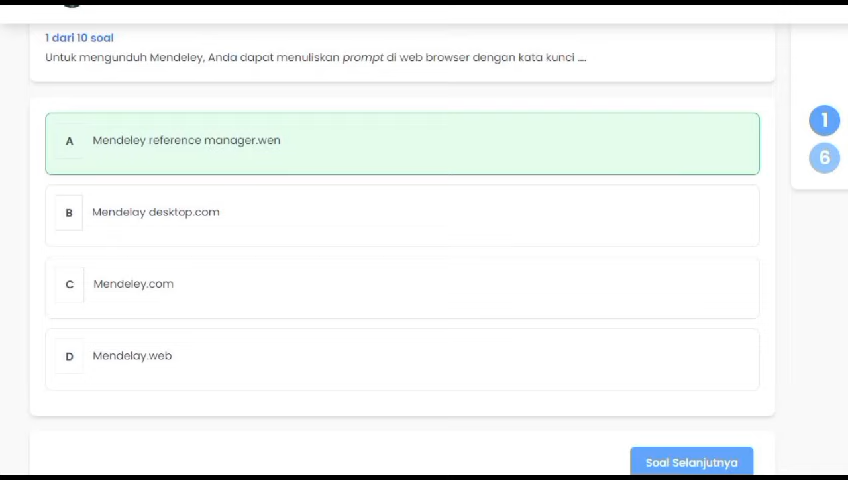 1 dari 10 soal
Untuk mengunduh Mendeley, Anda dapat menuliskan prompt di web browser dengan kata kunci ....
A Mendeley reference manager.wen
B Mendelay desktop.com
C Mendeley.com
D Mendelay.web
1
6
Soal Selanjutnya